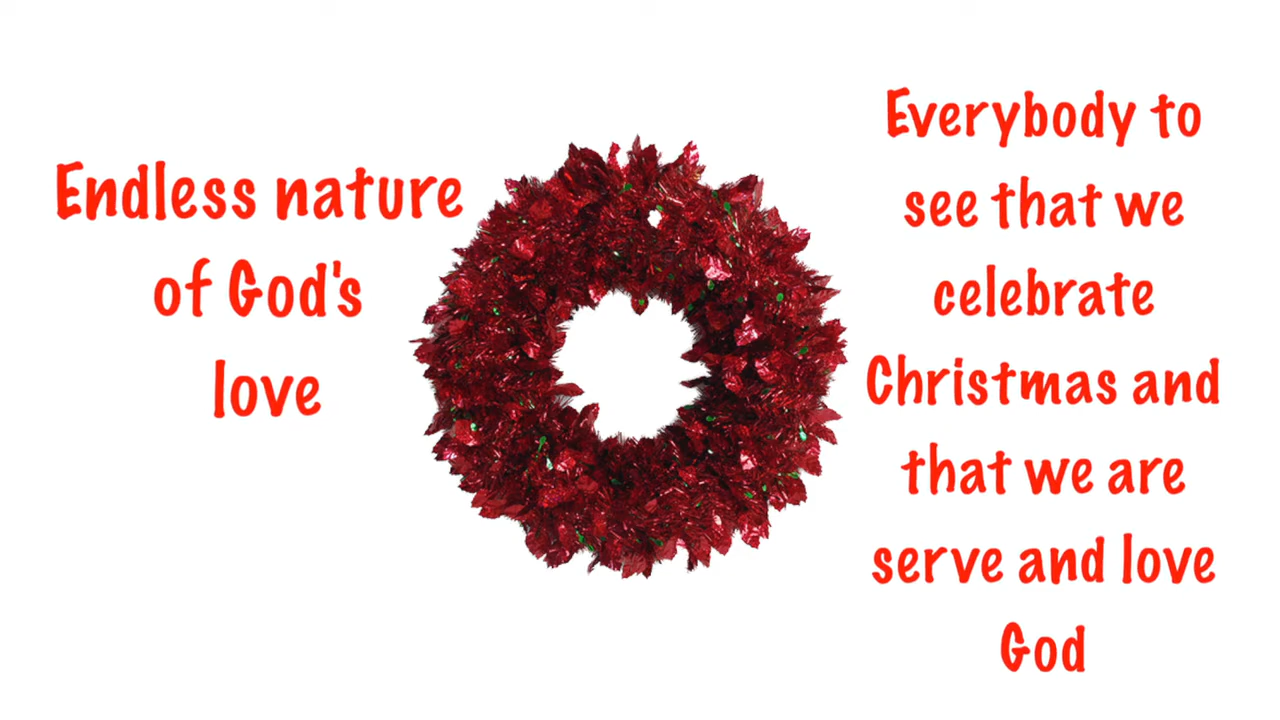 Endless nature
of God's
love
Everybody to
see that we
celebrate
Christmas and
that we are
serve and love
God